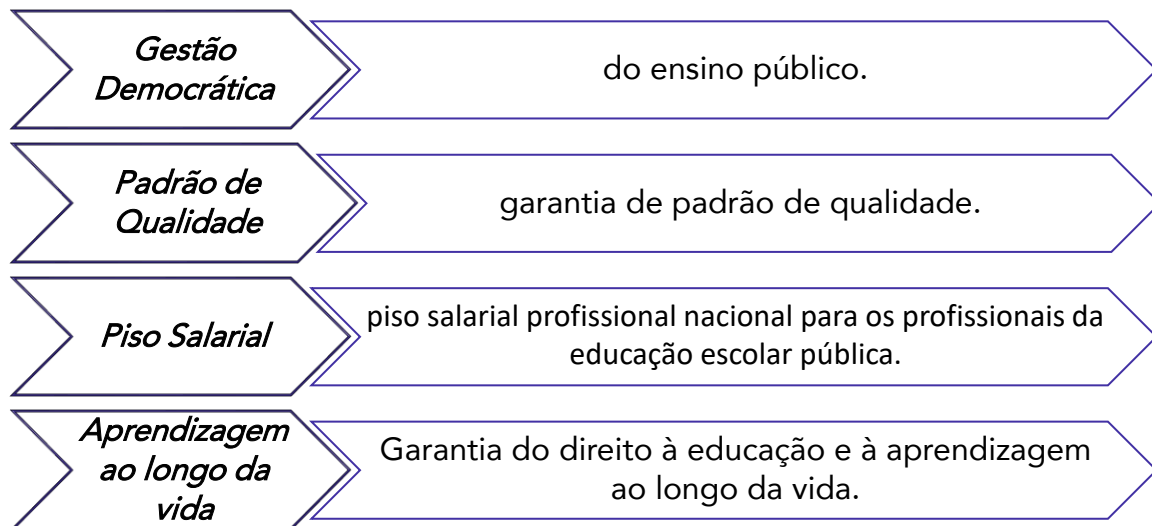 Gestão
Democrática
do ensino público.
Padrão de
Qualidade
garantia de padrão de qualidade.
Piso Salarial
piso salarial profissional nacional para os profissionais da
educação escolar pública.
Aprendizagem
ao longo da
vida
Garantia do direito à educação e à aprendizagem
ao longo da vida.